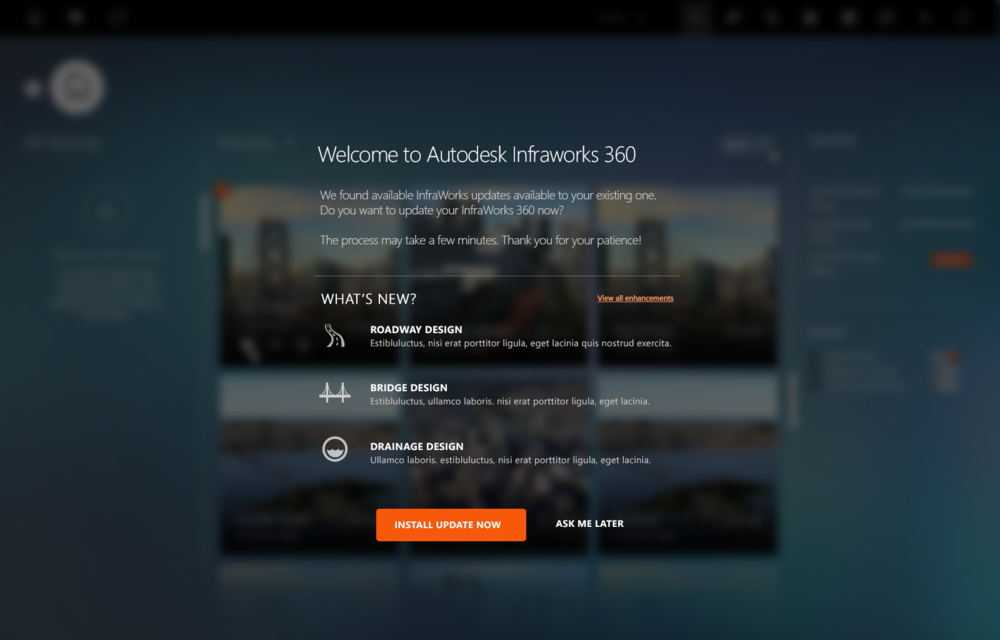 Welcome to Autodesk Infraworks 360
We found available InfraWorks updates available to your existing one.
Do you want to update your InfraWorks 360 now?
The process may take a few minutes. Thank you for your patience!
WHAT'S NEW?
View all enhancements
ROADWAY DESIGN
Estibluluctus, nisi erat porttitor ligula, eget lacinia quis nostrud exercita.
BRIDGE DESIGN
Estibluluctus, ullamco laboris. nisi erat porttitor ligula, eget lacinia.
DRAINAGE DESIGN
Ullamco laboris. estibluluctus, nisi erat porttitor ligula, eget lacinia.
INSTALL UPDATE NOW
ASK ME LATER